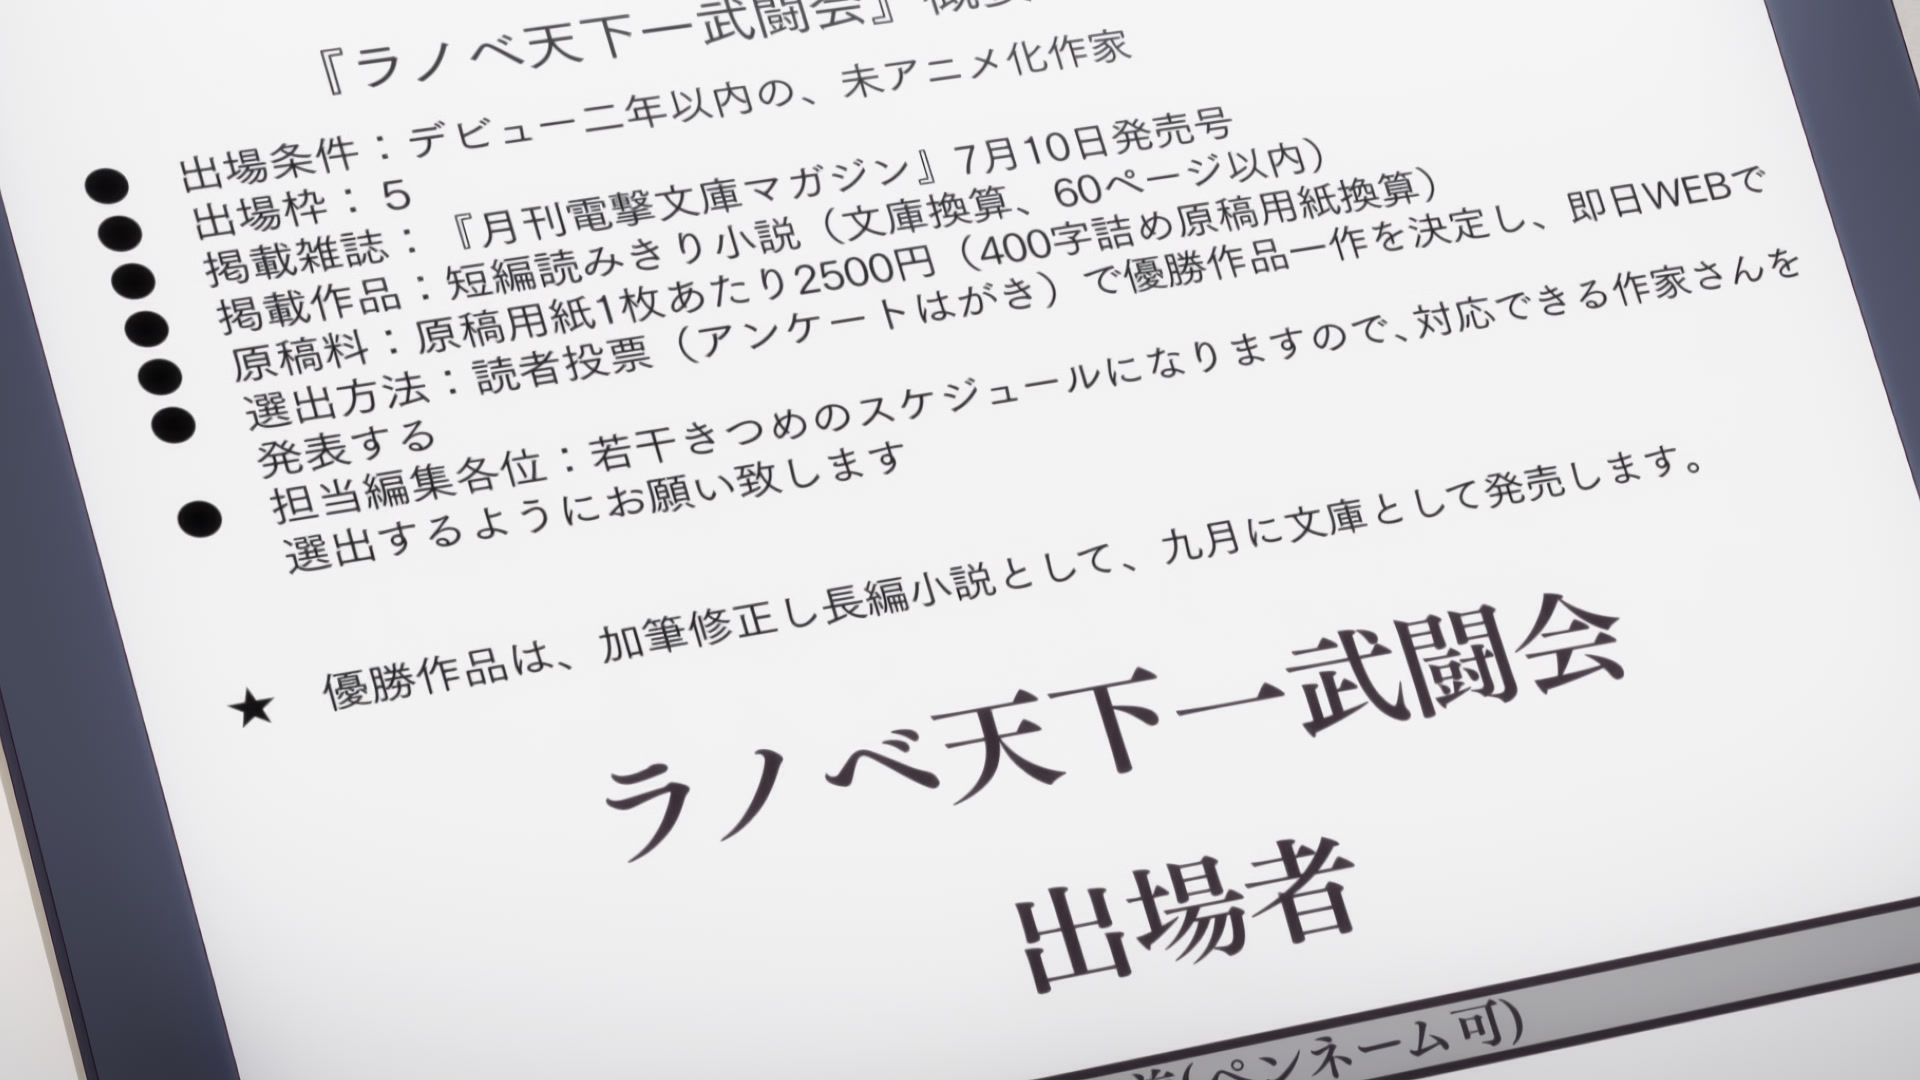 『ラノベ天下一武闘会』概要
出場条件：デビュー二年以内の、未アニメ化作家
出場枠：５
掲載雑誌：『月刊電撃文庫マガジン』7月10日発売号
掲載作品：短編読みきり小説（文庫換算、60ページ以内）
原稿料：原稿用紙1枚あたり2500円（400字詰め原稿用紙換算）
選出方法：読者投票（アンケートはがき）で優勝作品一作を決定し、即日WEBで
発表する
担当編集各位：若干きつめのスケジュールになりますので、対応できる作家さんを
選出するようにお願い致します
★ 優勝作品は、加筆修正し長編小説として、九月に文庫として発売します。
ラノベ天下一武闘会
出場者
(ペンネーム可)